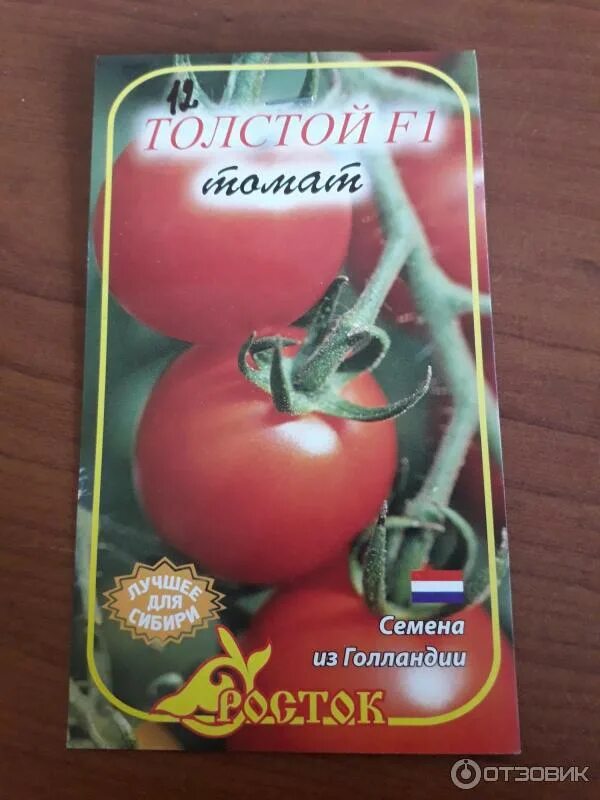 12
ТОЛСТОЙ F1
томат
ЛУЧШЕЕ
ДЛЯ
СИБИРИ
Семена
из Голландии
РОСТОК
ОТЗОВИК